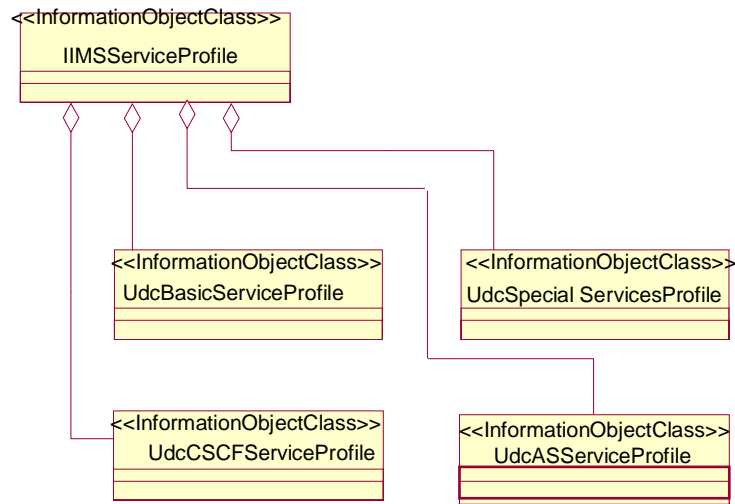 <<InformationObjectClass>>
IIMSServiceProfile
<<InformationObjectClass>>
UdcBasicServiceProfile
<<InformationObjectClass>>
UdcSpecial ServicesProfile
<<InformationObjectClass>>
UdcCSCFServiceProfile
<<InformationObjectClass>>
UdcASServiceProfile